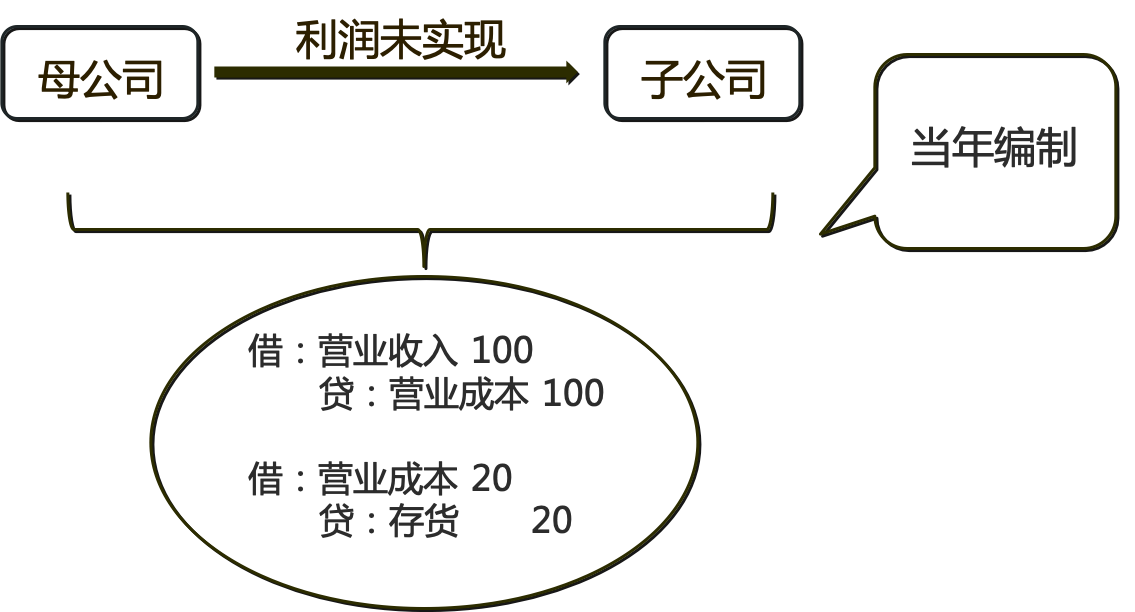 利润未实现
母公司
子公司
当年编制
借：营业收入 100
贷：营业成本 100
借：营业成本 20
贷：存货 20